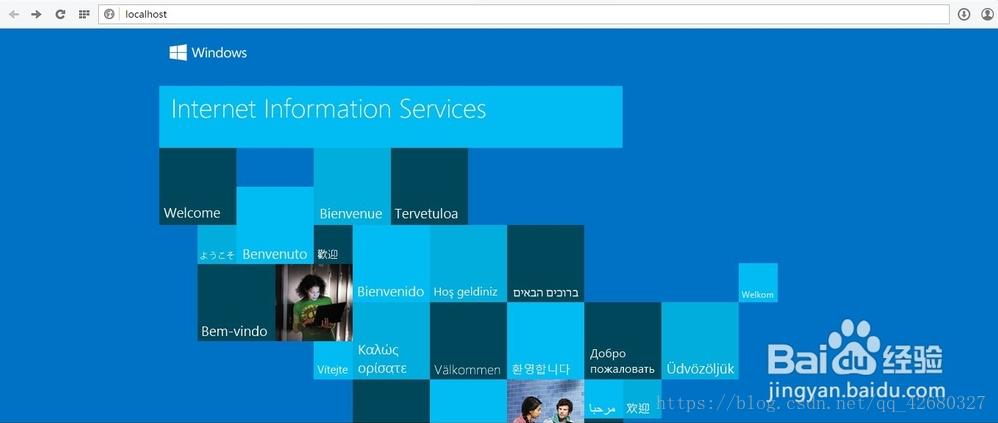 localhost
Windows
Internet Information Services
Welcome
Bienvenue
Tervetuloa
ようこそ
Benvenuto
歡迎
Bienvenido
Hoş geldiniz
ברוכים הבאים
Welkom
Bem-vindo
Vítejte
Καλώς
ορίσατε
Välkommen
환영합니다
Добро
пожаловать
Üdvözöljük
مرحبا
欢迎
Baidu经验
jingyan.baidu.com
https://blog.csdn.net/qq_42680327